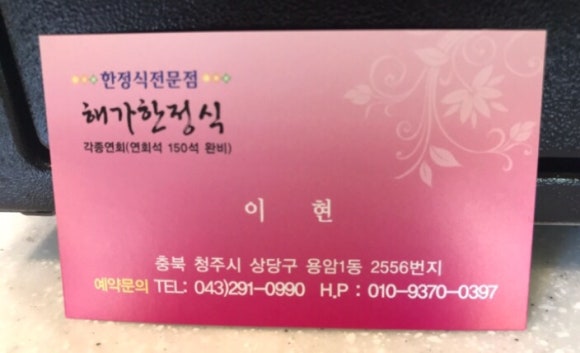 한정식전문점
해가한정식
각종연회(연회석 150석 완비)
이 현
충북 청주시 상당구 용암1동 2556번지
예약문의 TEL: 043)291-0990 H.P : 010-9370-0397